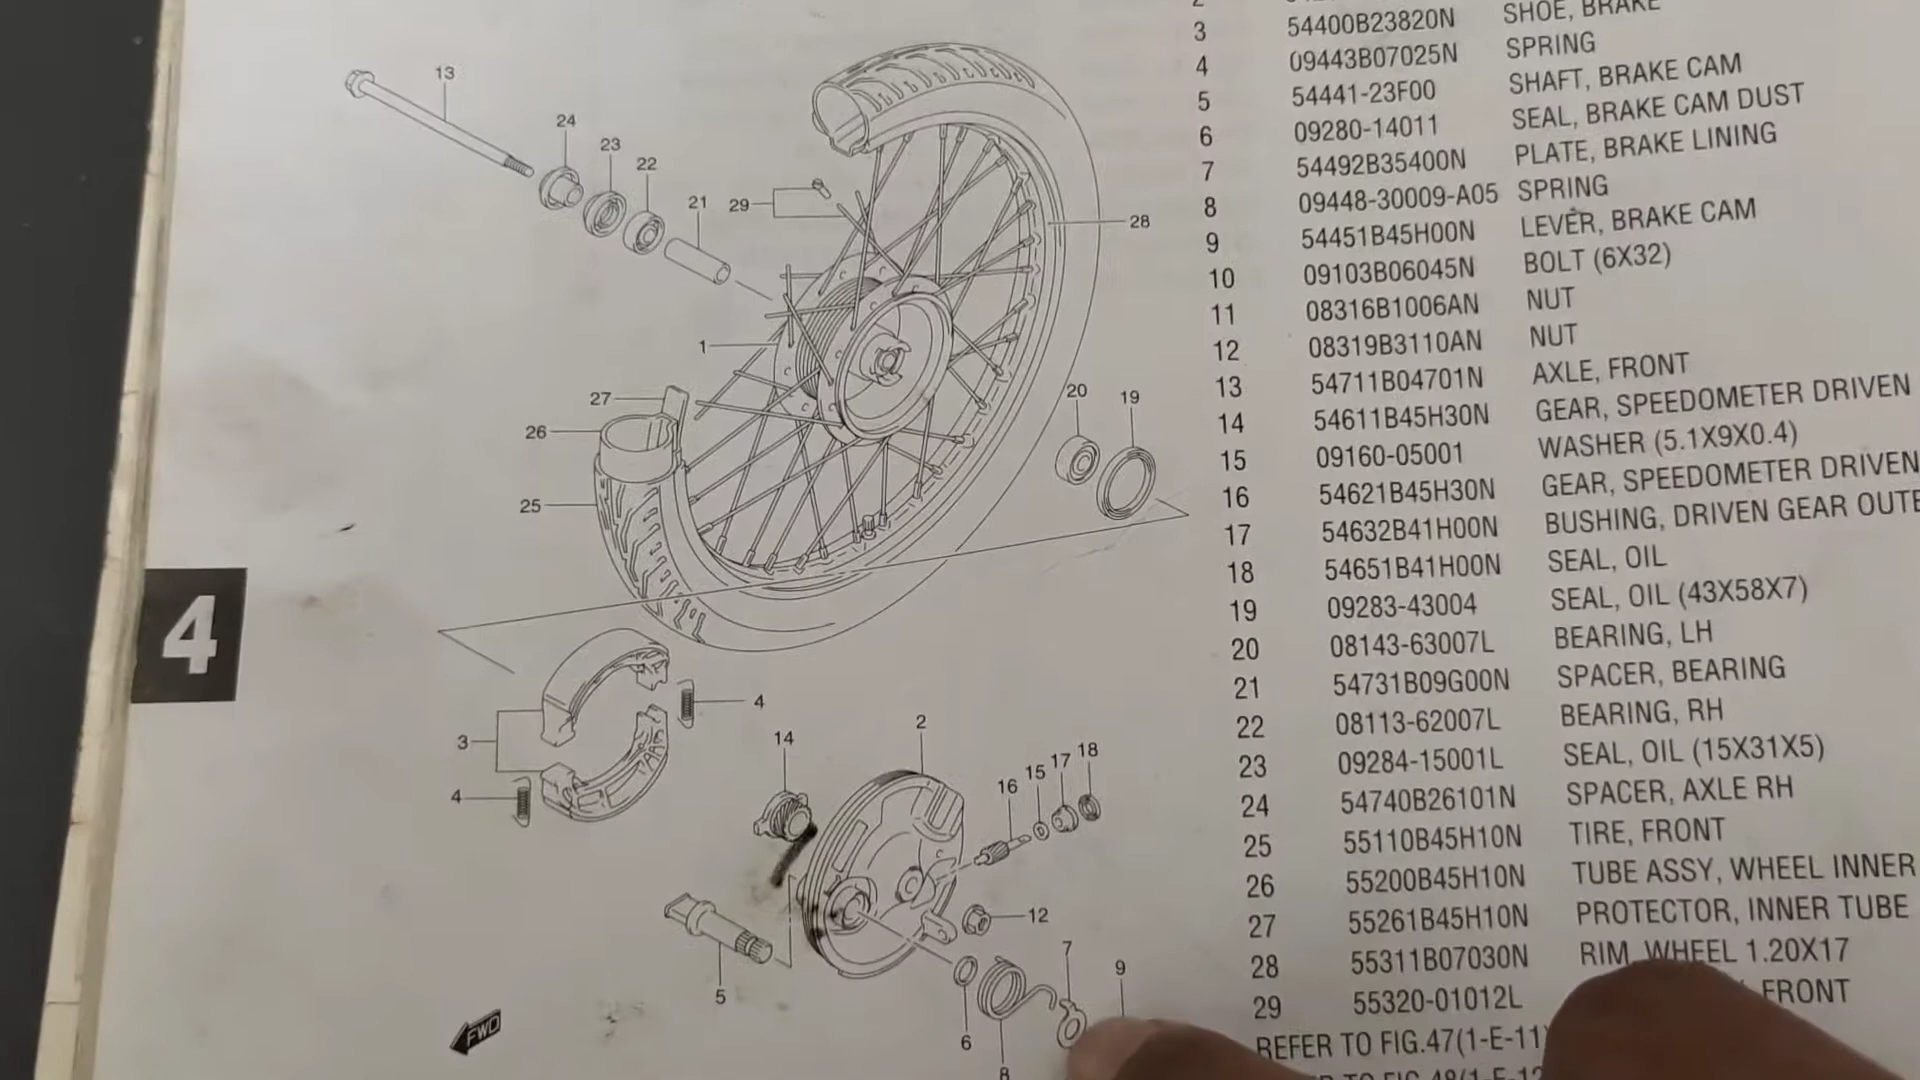 2
3 54400B23820N SHOE, BRAKE
4 09443B07025N SPRING
5 54441-23F00 SHAFT, BRAKE CAM
6 09280-14011 SEAL, BRAKE CAM DUST
7 54492B35400N PLATE, BRAKE LINING
8 09448-30009-A05 SPRING
9 54451B45H00N LEVER, BRAKE CAM
10 09103B06045N BOLT (6X32)
11 08316B1006AN NUT
12 08319B3110AN NUT
13 54711B04701N AXLE, FRONT
14 54611B45H30N GEAR, SPEEDOMETER DRIVEN
15 09160-05001 WASHER (5.1X9X0.4)
16 54621B45H30N GEAR, SPEEDOMETER DRIVEN
17 54632B41H00N BUSHING, DRIVEN GEAR OUTE
18 54651B41H00N SEAL, OIL
19 09283-43004 SEAL, OIL (43X58X7)
20 08143-63007L BEARING, LH
21 54731B09G00N SPACER, BEARING
22 08113-62007L BEARING, RH
23 09284-15001L SEAL, OIL (15X31X5)
24 54740B26101N SPACER, AXLE RH
25 55110B45H10N TIRE, FRONT
26 55200B45H10N TUBE ASSY, WHEEL INNER
27 55261B45H10N PROTECTOR, INNER TUBE
28 55311B07030N RIM, WHEEL 1.20X17
29 55320-01012L FRONT
REFER TO FIG.47(1-E-11)
TO FIG.48(1-E-12
13
24
23
22
21
29
28
1
27
26
25
20
19
4
3
4
4
14
2
16
15
17
18
12
5
7
9
6
8
FWD